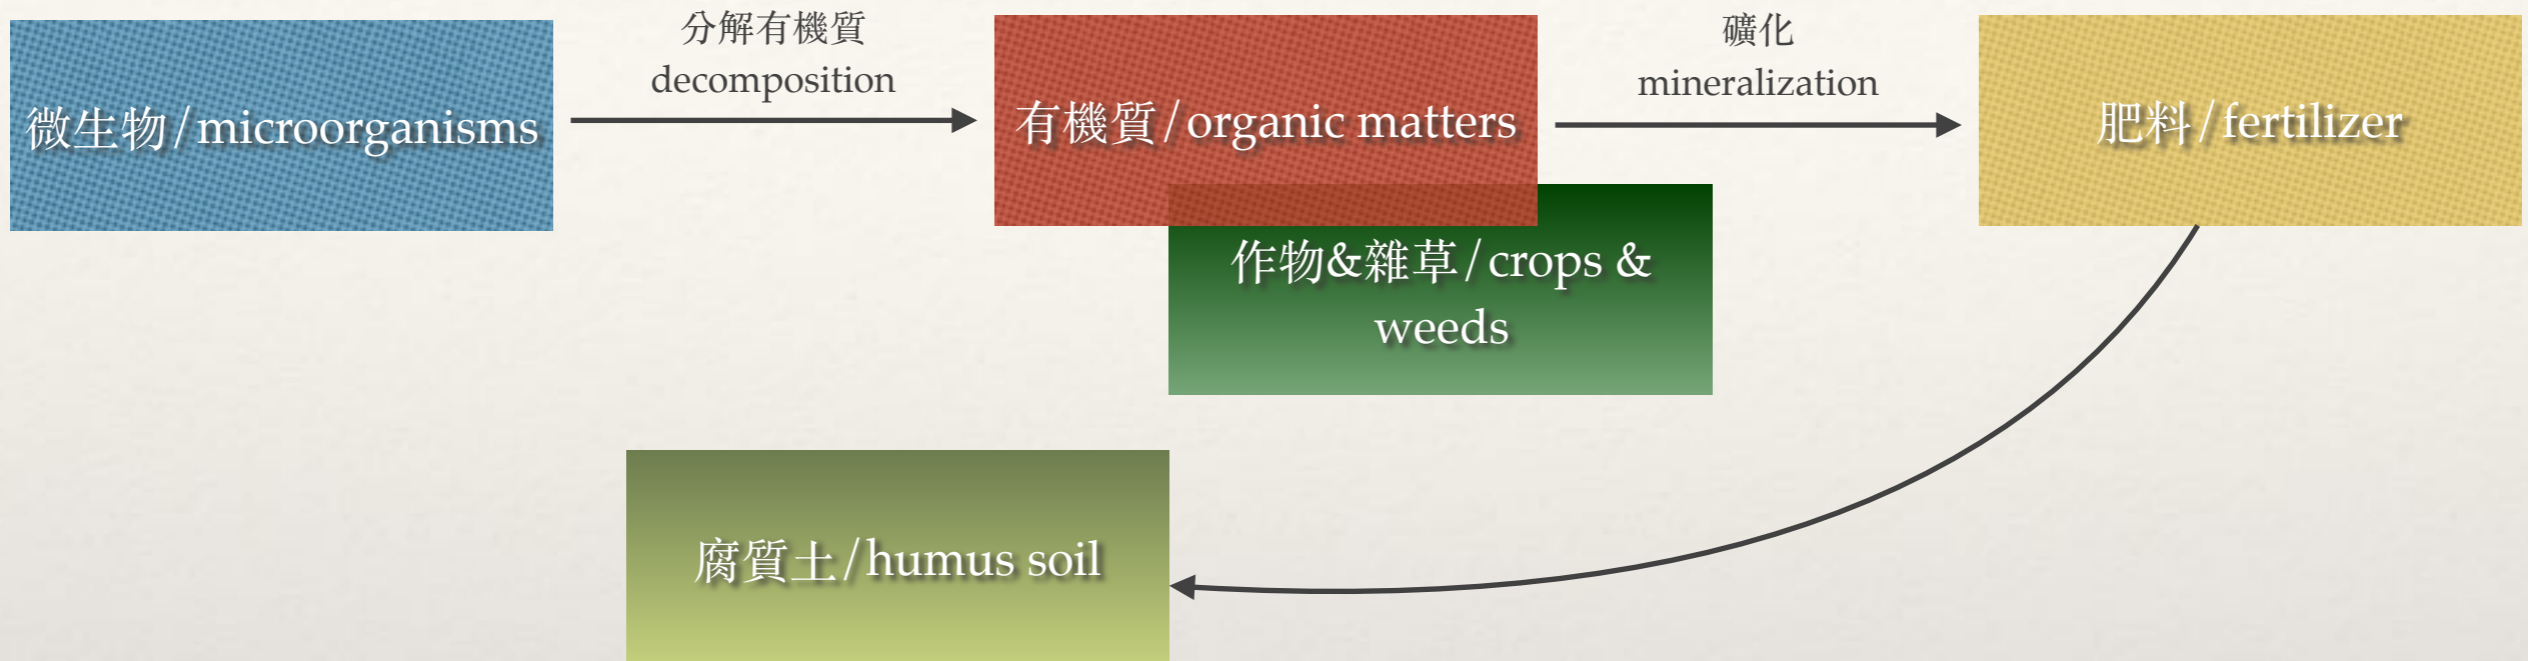 分解有機質
decomposition
礦化
mineralization
微生物/microorganisms
有機質/organic matters
肥料/fertilizer
作物&雜草/crops &
weeds
腐質土/humus soil